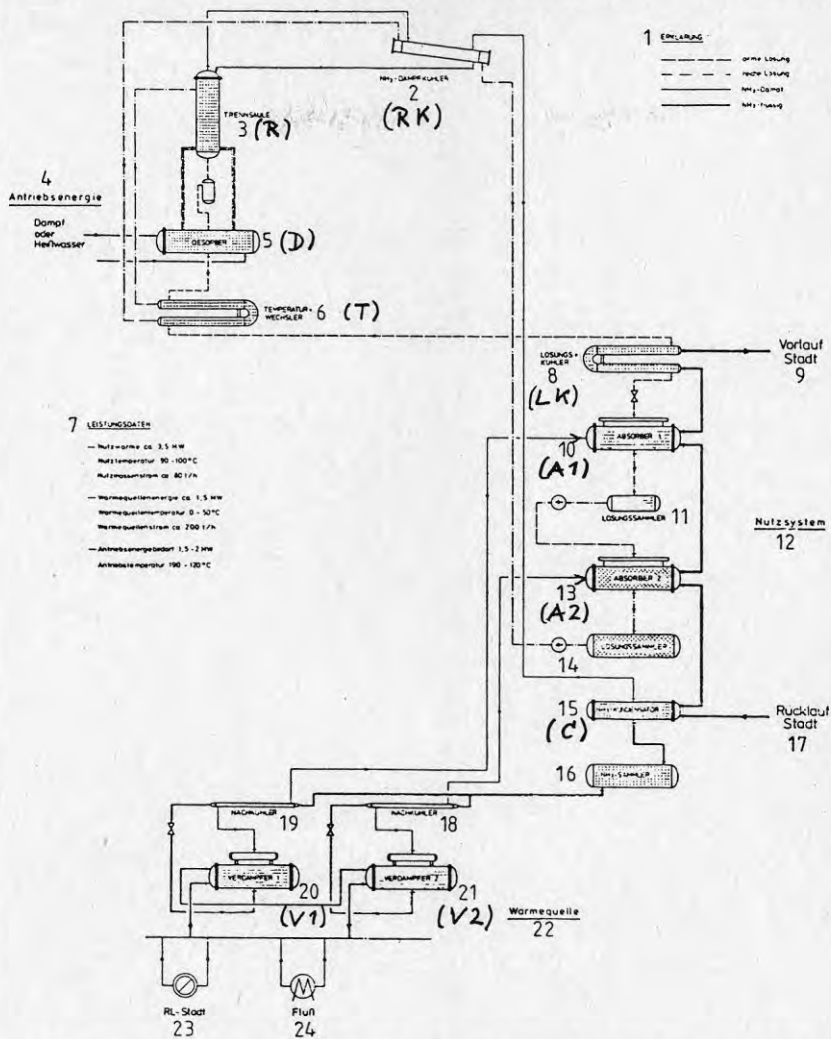 1 ERKLÄRUNG
arme Lösung
reiche Lösung
NH₃-Dampf
NH₃-flüssig
NH₃-DAMPFKÜHLER
2
(RK)
TRENNSÄULE
3 (R)
4
Antriebsenergie
Dampf
oder
Heißwasser
DESORBER
5 (D)
TEMPERATUR-
WECHSLER
6 (T)
7 LEISTUNGSDATEN
— Nutzwärme ca. 3,5 MW
Nutztemperatur 90 -100°C
Nutzmassenstrom ca. 80 t/h
— Wärmequellenenergie ca. 1,5 MW
Wärmequellentemperatur 0 - 50°C
Wärmequellenstrom ca. 200 t/h
— Antriebsenergiebedarf 1,5 - 2 MW
Antriebstemperatur 190 -120°C
LÖSUNGS-
KÜHLER
8
(LK)
Vorlauf
Stadt
9
10
(A1)
ABSORBER 1
LÖSUNGSSAMMLER
11
Nutzsystem
12
ABSORBER 2
13
(A2)
LÖSUNGSSAMMLER
14
15
(C)
NH₃-KONDENSATOR
Rücklauf
Stadt
17
16
NH₃-SAMMLER
NACHKÜHLER
19
NACHKÜHLER
18
VERDAMPFER 1
20
(V1)
VERDAMPFER 2
21
(V2)
Wärmequelle
22
RL-Stadt
23
Fluß
24